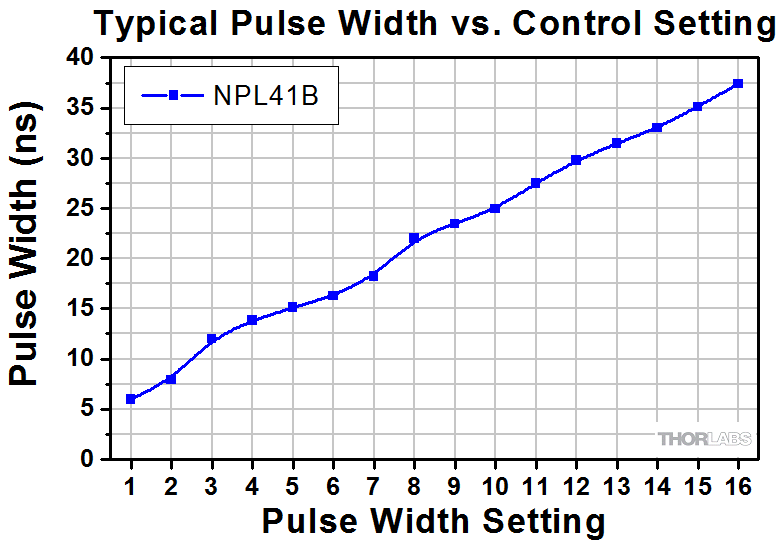 Typical Pulse Width vs. Control Setting
NPL41B
Pulse Width (ns)
40
35
30
25
20
15
10
5
0
THORLABS
1 2 3 4 5 6 7 8 9 10 11 12 13 14 15 16
Pulse Width Setting